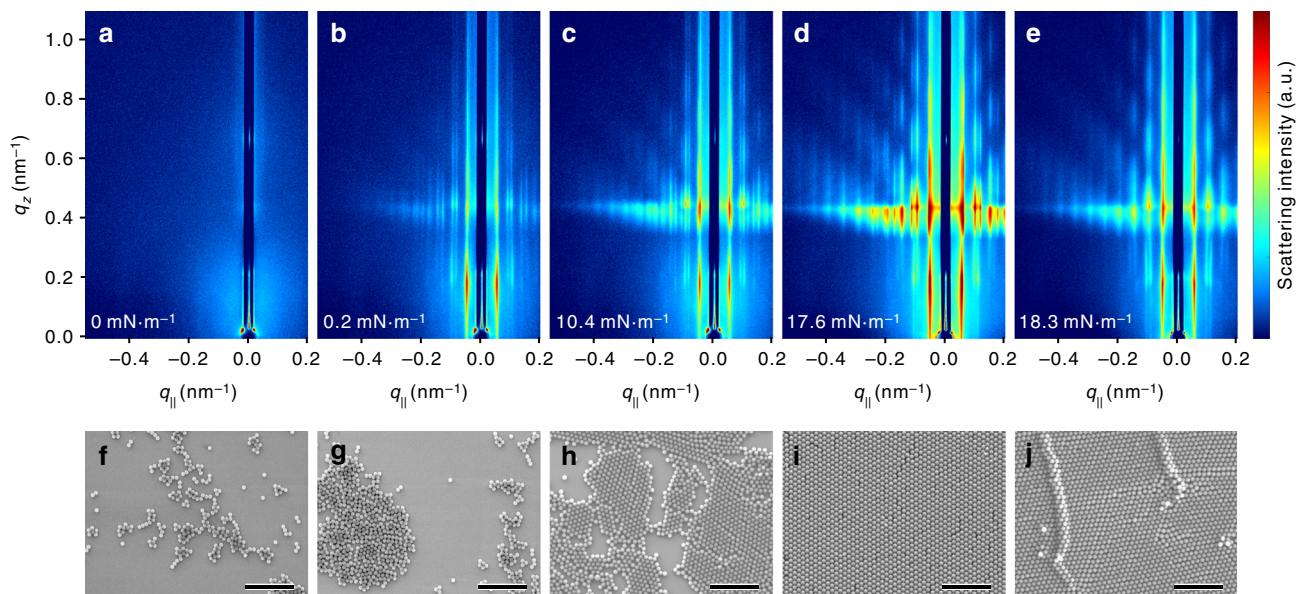 a b c d e
1.0
0.8
0.6
0.4
0.2
0.0
q_z (nm⁻¹)
Scattering intensity (a.u.)
0 mN·m⁻¹ 0.2 mN·m⁻¹ 10.4 mN·m⁻¹ 17.6 mN·m⁻¹ 18.3 mN·m⁻¹
−0.4 −0.2 0.0 0.2 −0.4 −0.2 0.0 0.2 −0.4 −0.2 0.0 0.2 −0.4 −0.2 0.0 0.2 −0.4 −0.2 0.0 0.2
q_|| (nm⁻¹) q_|| (nm⁻¹) q_|| (nm⁻¹) q_|| (nm⁻¹) q_|| (nm⁻¹)
f g h i j